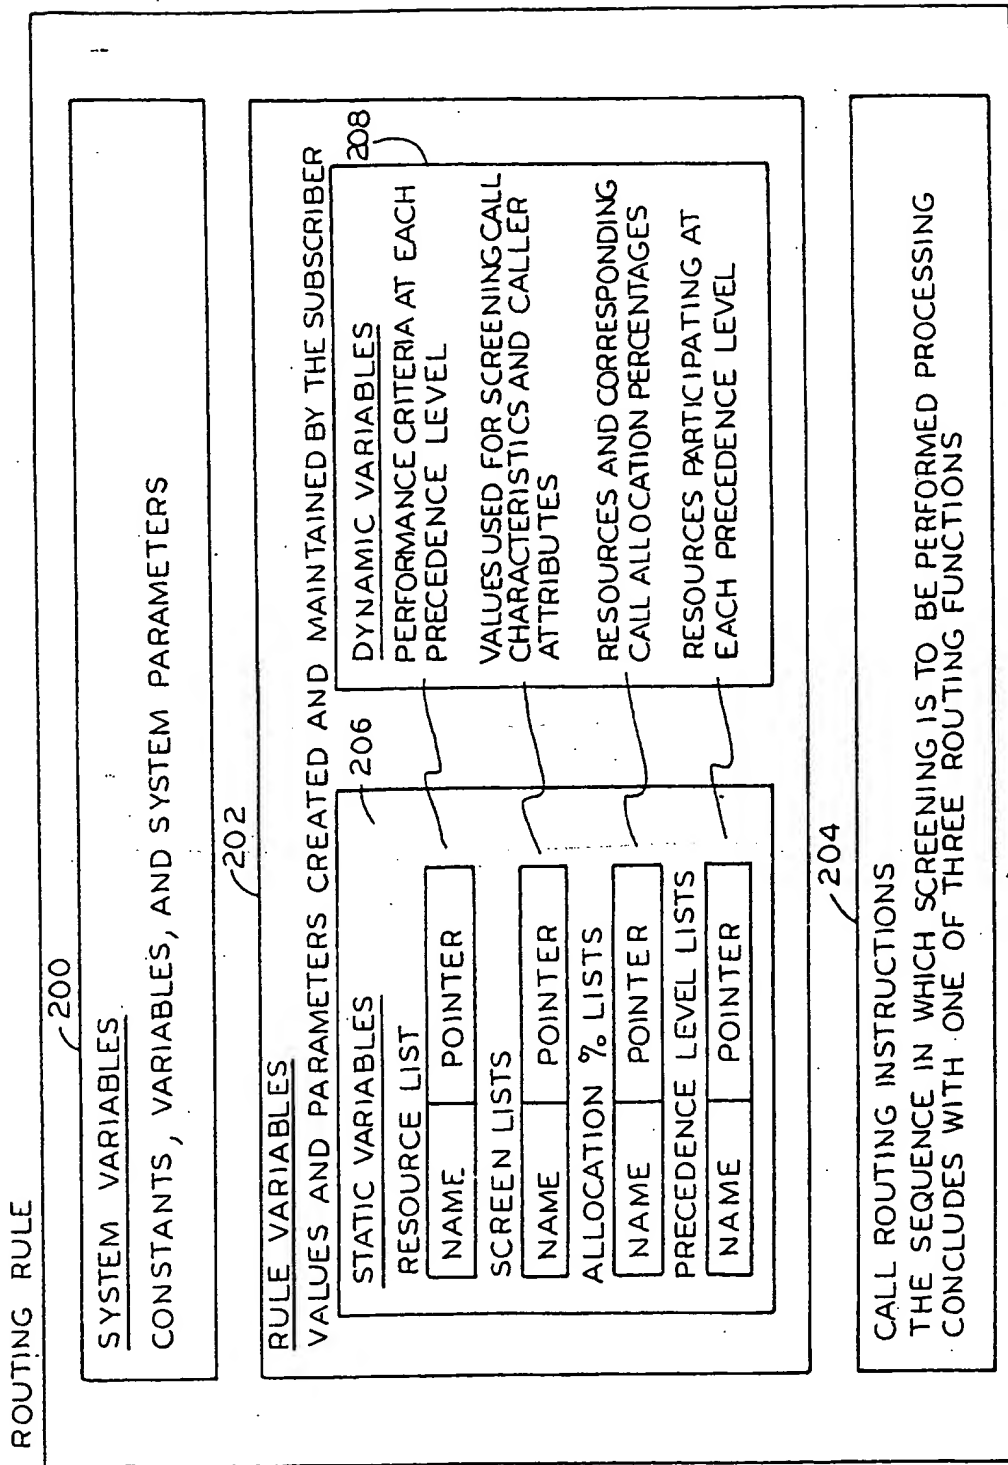 ROUTING RULE
200
SYSTEM VARIABLES
CONSTANTS, VARIABLES, AND SYSTEM PARAMETERS
202
RULE VARIABLES
VALUES AND PARAMETERS CREATED AND MAINTAINED BY THE SUBSCRIBER
206
STATIC VARIABLES
RESOURCE LIST
NAME POINTER
SCREEN LISTS
NAME POINTER
ALLOCATION % LISTS
NAME POINTER
PRECEDENCE LEVEL LISTS
NAME POINTER
208
DYNAMIC VARIABLES
PERFORMANCE CRITERIA AT EACH
PRECEDENCE LEVEL
VALUES USED FOR SCREENING CALL
CHARACTERISTICS AND CALLER
ATTRIBUTES
RESOURCES AND CORRESPONDING
CALL ALLOCATION PERCENTAGES
RESOURCES PARTICIPATING AT
EACH PRECEDENCE LEVEL
204
CALL ROUTING INSTRUCTIONS
THE SEQUENCE IN WHICH SCREENING IS TO BE PERFORMED PROCESSING
CONCLUDES WITH ONE OF THREE ROUTING FUNCTIONS